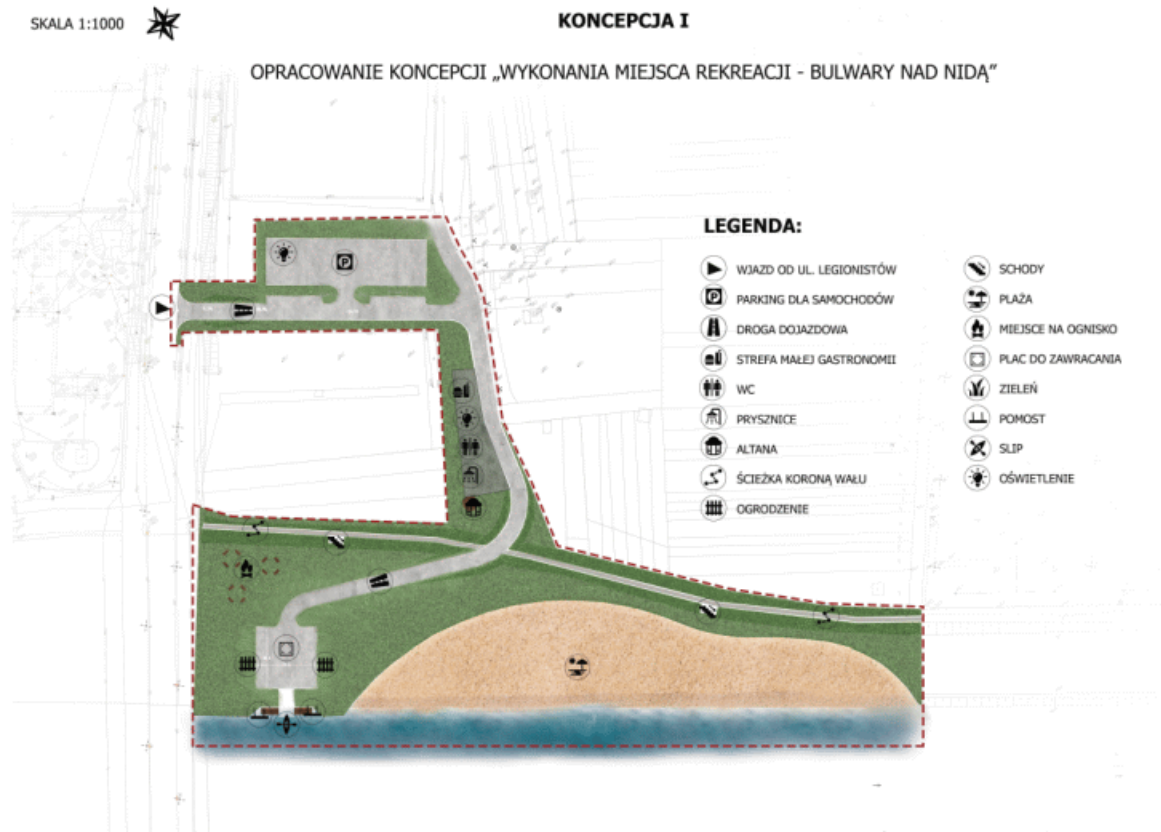 SKALA 1:1000
KONCEPCJA I
OPRACOWANIE KONCEPCJI „WYKONANIA MIEJSCA REKREACJI - BULWARY NAD NIDĄ”
LEGENDA:
WJAZD OD UL. LEGIONISTÓW
P PARKING DLA SAMOCHODÓW
DROGA DOJAZDOWA
STREFA MAŁEJ GASTRONOMII
WC
PRYSZNICE
ALTANA
ŚCIEŻKA KORONĄ WAŁU
OGRODZENIE
SCHODY
PLAŻA
MIEJSCE NA OGNISKO
PLAC DO ZAWRACANIA
ZIELEŃ
POMOST
SLIP
OŚWIETLENIE
P